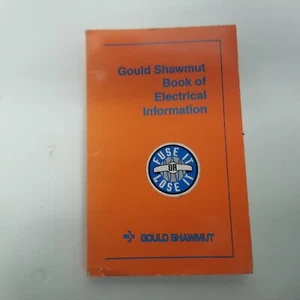 Gould Shawmut
Book of
Electrical
Information
FUSE IT
OR
LOSE IT
GOULD SHAWMUT